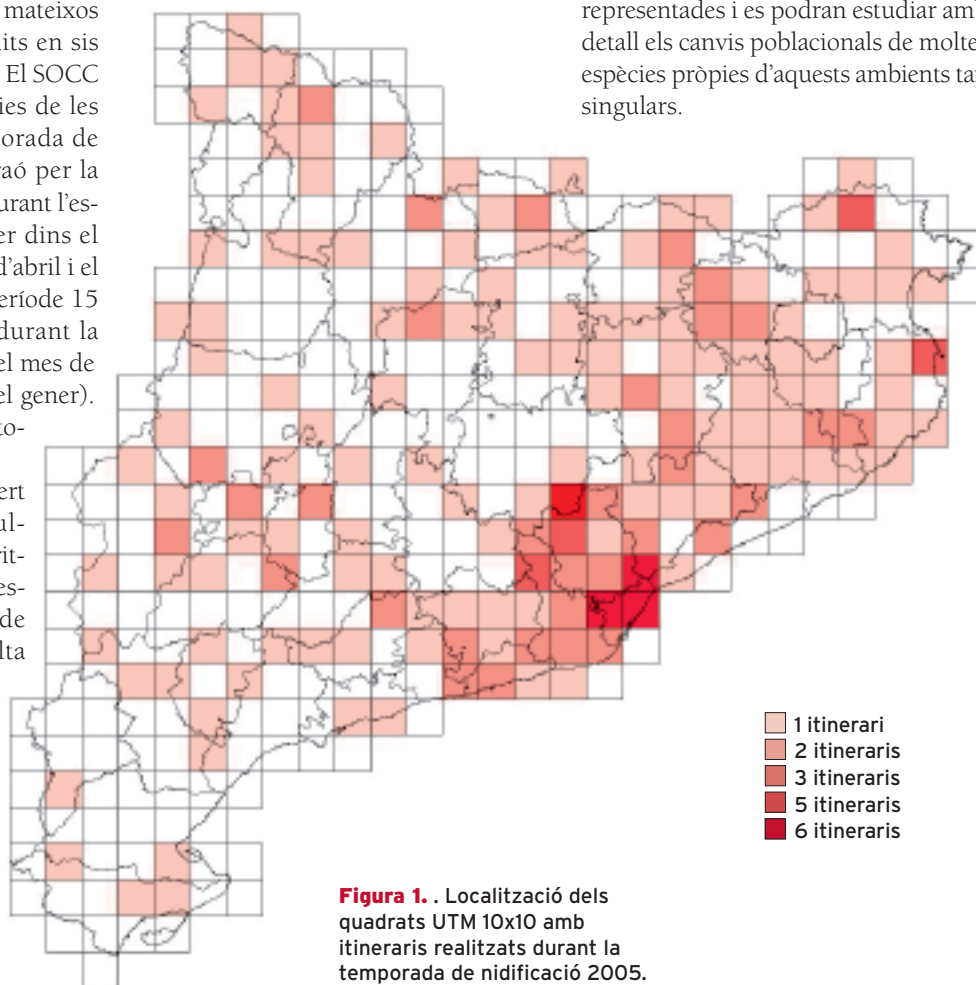 mateixos
its en sis
El SOCC
ies de les
orada de
aó per la
urant l'es-
er dins el
d'abril i el
eríode 15
durant la
el mes de
el gener).
to-
ert
ul-
rit-
es-
de
lta
representades i es podran estudiar amb
detall els canvis poblacionals de molte
espècies pròpies d'aquests ambients ta
singulars.
1 itinerari
2 itineraris
3 itineraris
5 itineraris
6 itineraris
Figura 1. . Localització dels
quadrats UTM 10x10 amb
itineraris realitzats durant la
temporada de nidificació 2005.